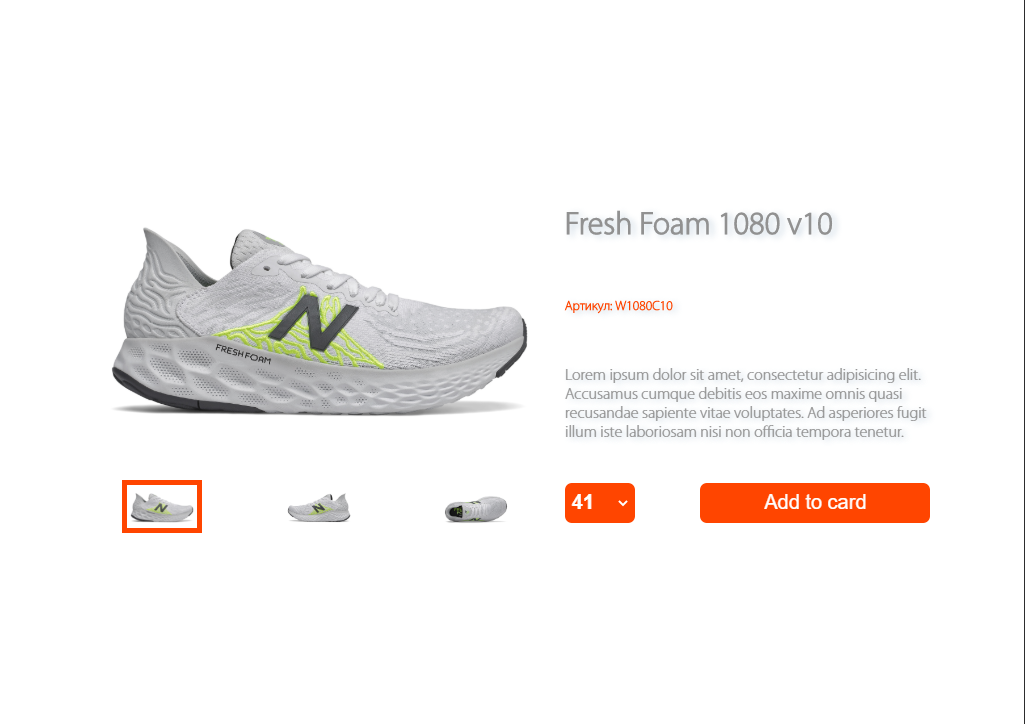 Fresh Foam 1080 v10
Артикул: W1080C10
FRESH FOAM
N
Lorem ipsum dolor sit amet, consectetur adipisicing elit.
Accusamus cumque debitis eos maxime omnis quasi
recusandae sapiente vitae voluptates. Ad asperiores fugit
illum iste laboriosam nisi non officia tempora tenetur.
41
Add to card